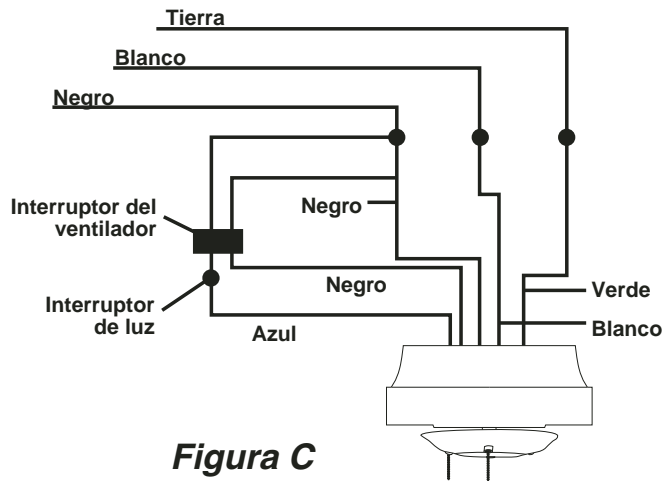 Tierra
Blanco
Negro
Interruptor del
ventilador
Negro
Interruptor
de luz
Negro
Azul
Verde
Blanco
Figura C